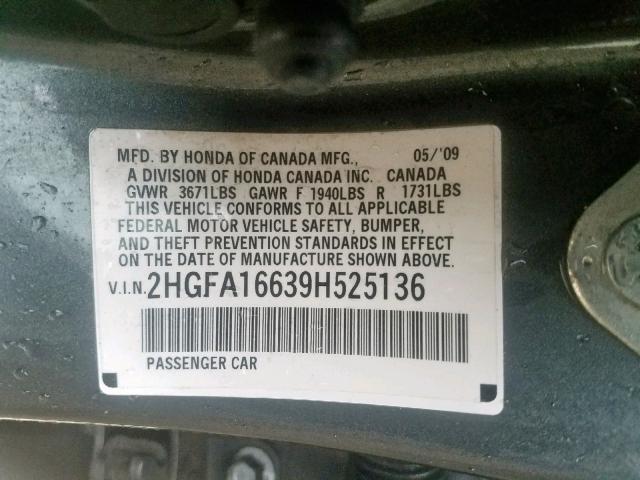 MFD. BY HONDA OF CANADA MFG., 05/'09
A DIVISION OF HONDA CANADA INC. CANADA
GVWR 3671LBS GAWR F 1940LBS R 1731LBS
THIS VEHICLE CONFORMS TO ALL APPLICABLE
FEDERAL MOTOR VEHICLE SAFETY, BUMPER,
AND THEFT PREVENTION STANDARDS IN EFFECT
ON THE DATE OF MANUFACTURE SHOWN ABOVE.
V.I.N. 2HGFA16639H525136
PASSENGER CAR